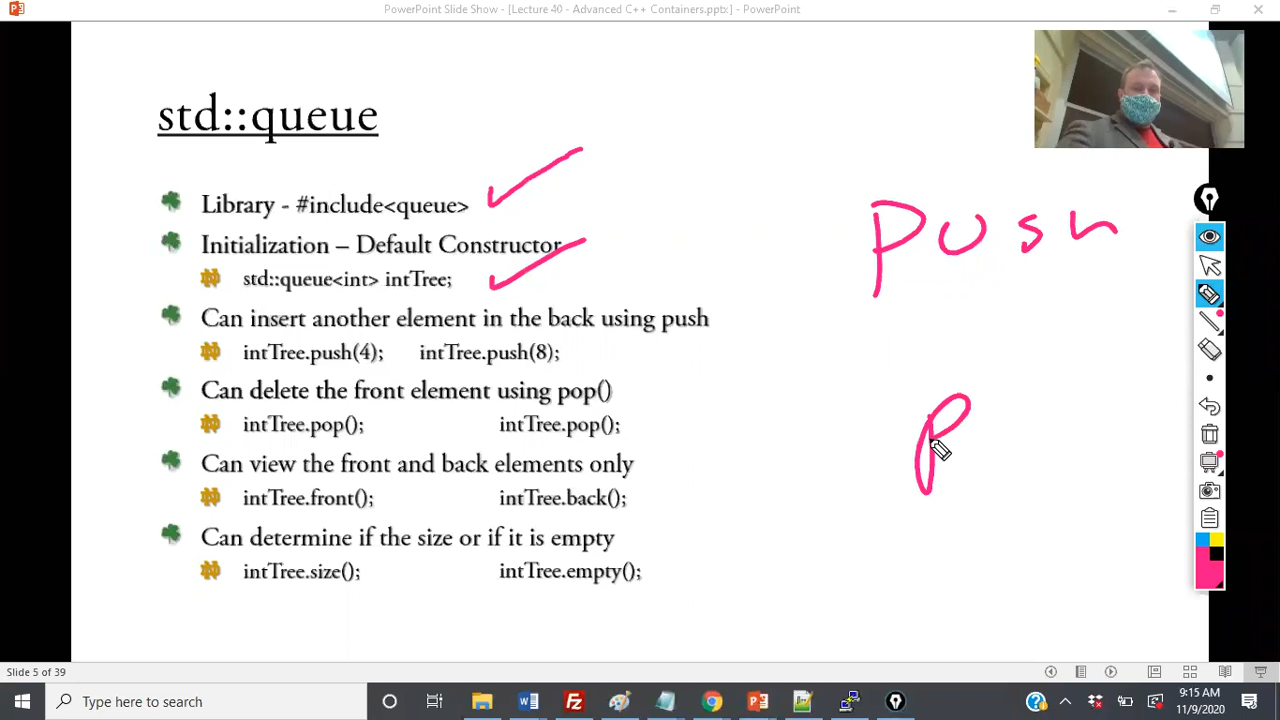 PowerPoint Slide Show - [Lecture 40 - Advanced C++ Containers.pptx] - PowerPoint
std::queue
Library - #include<queue>
Initialization – Default Constructor
std::queue<int> intTree;
Can insert another element in the back using push
intTree.push(4); intTree.push(8);
Can delete the front element using pop()
intTree.pop(); intTree.pop();
Can view the front and back elements only
intTree.front(); intTree.back();
Can determine if the size or if it is empty
intTree.size(); intTree.empty();
Push
P
Slide 5 of 39
Type here to search
9:15 AM
11/9/2020